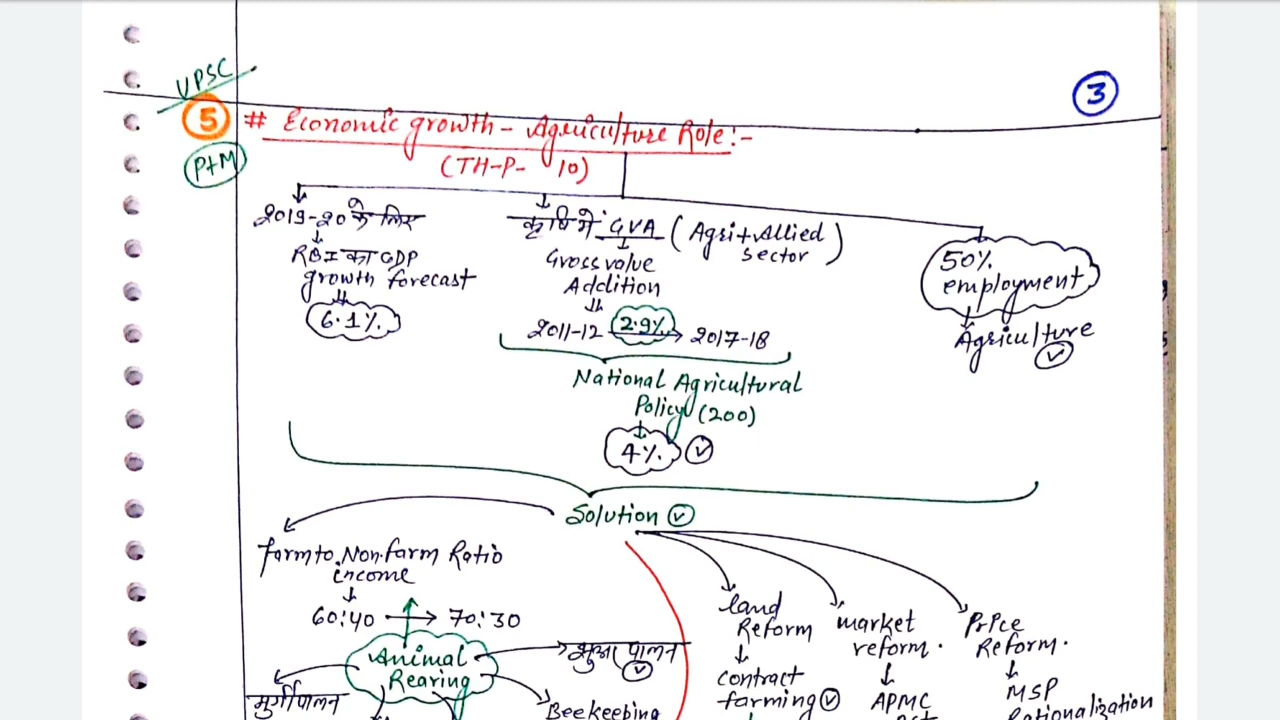 UPSC
3
5 # Economic growth - Agriculture Role:-
P+M
(TH-P- 10)
2019-20 के लिए
RBI का GDP
growth forecast
6.1%
कृषि में GVA (Agri+Allied
sector)
Gross value
Addition
2011-12 2.9% 2017-18
50%
employment
Agriculture
National Agricultural
Policy (200)
4%
Solution
farm to Non farm Ratio
income
60:40 70:30
Animal
Rearing
मुर्गीपालन
पालन
Beekeeping
land
Reform
contract
farming
market
reform.
APMC
Price
Reform.
MSP
Rationalization